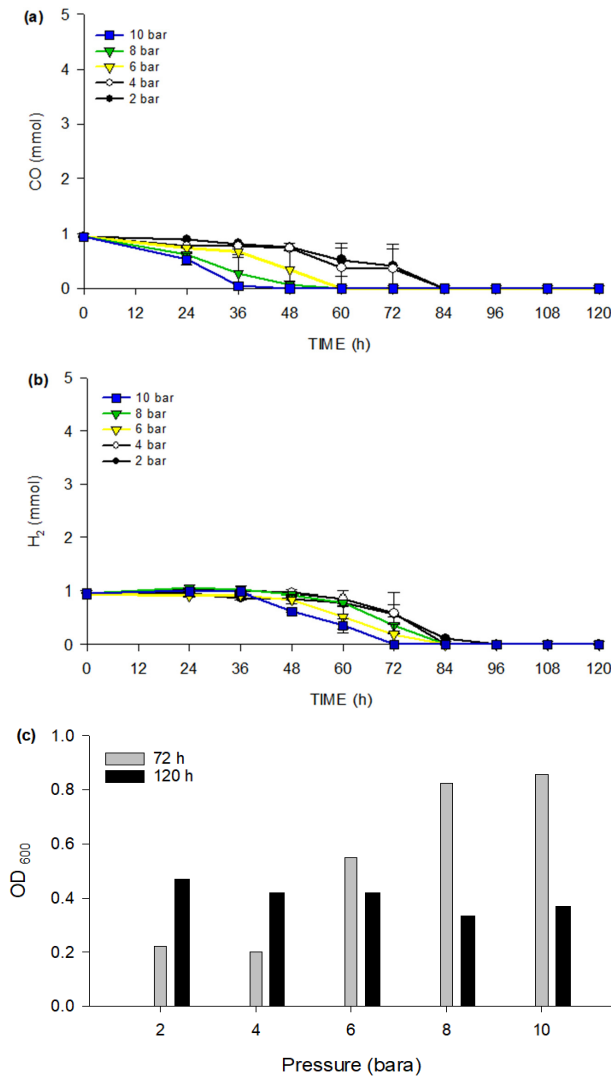 (a)
5
4
3
2
1
0
CO (mmol)
10 bar
8 bar
6 bar
4 bar
2 bar
0 12 24 36 48 60 72 84 96 108 120
TIME (h)
(b)
5
4
3
2
1
0
H2 (mmol)
10 bar
8 bar
6 bar
4 bar
2 bar
0 12 24 36 48 60 72 84 96 108 120
TIME (h)
(c)
1.0
0.8
0.6
0.4
0.2
0.0
OD 600
72 h
120 h
2 4 6 8 10
Pressure (bara)